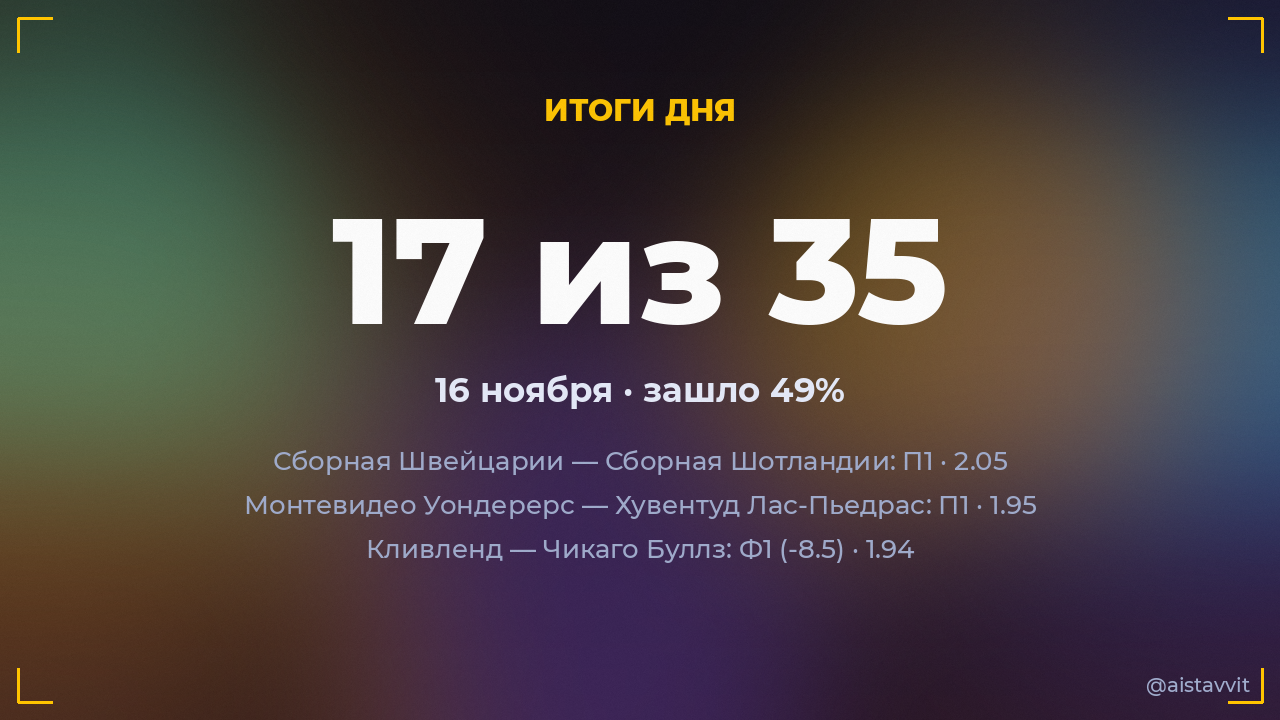 ИТОГИ ДНЯ
17 из 35
16 ноября · зашло 49%
Сборная Швейцарии — Сборная Шотландии: П1 · 2.05
Монтевидео Уондерерс — Хувентуд Лас-Пьедрас: П1 · 1.95
Кливленд — Чикаго Буллз: Ф1 (-8.5) · 1.94
@aistavvit